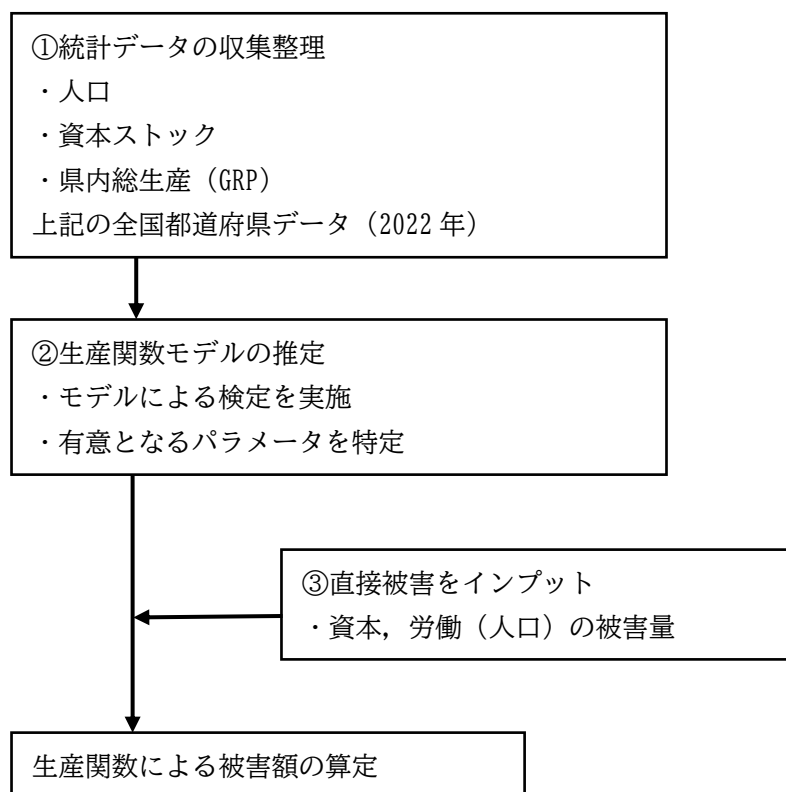 ①統計データの収集整理
・人口
・資本ストック
・県内総生産（GRP）
上記の全国都道府県データ（2022 年）
②生産関数モデルの推定
・モデルによる検定を実施
・有意となるパラメータを特定
③直接被害をインプット
・資本，労働（人口）の被害量
生産関数による被害額の算定